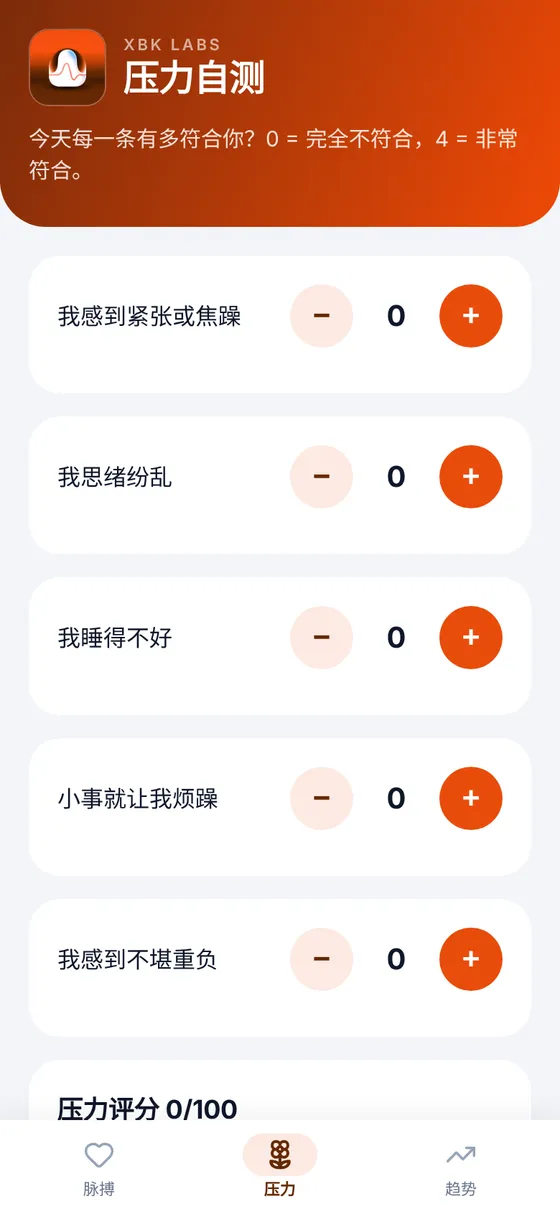 XBK LABS
压力自测
今天每一条有多符合你？0 = 完全不符合，4 = 非常
符合。
我感到紧张或焦躁 − 0 +
我思绪纷乱 − 0 +
我睡得不好 − 0 +
小事就让我烦躁 − 0 +
我感到不堪重负 − 0 +
压力评分 0/100
脉搏 压力 趋势